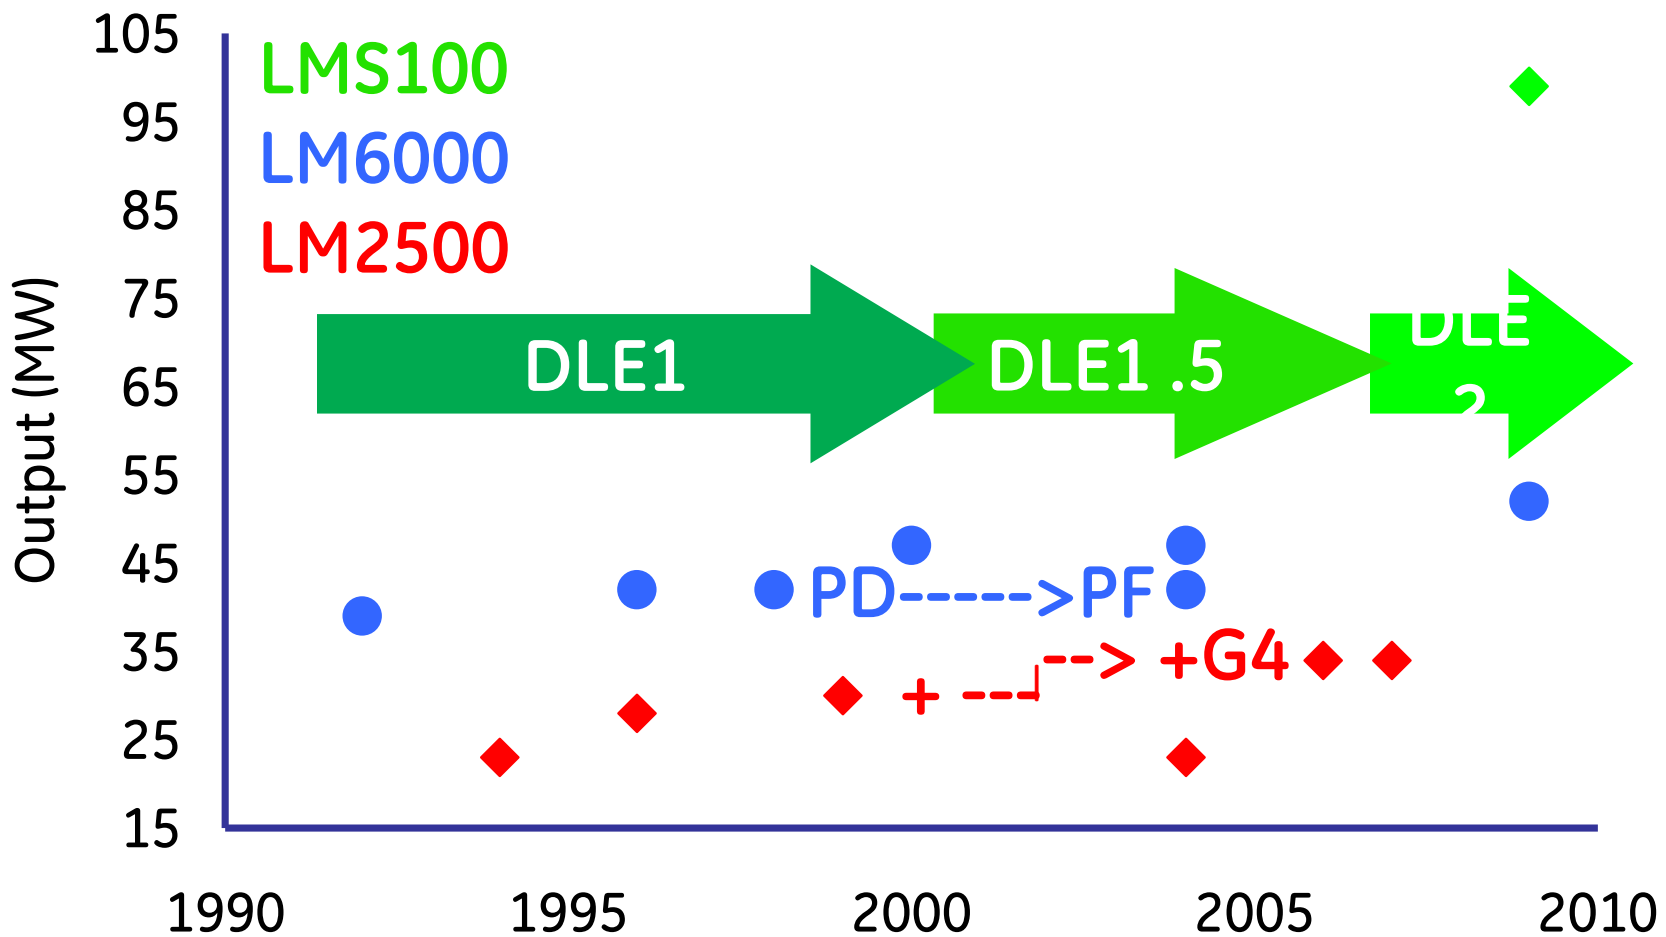 105
95
85
75
65
55
45
35
25
15
Output (MW)
LMS100
LM6000
LM2500
DLE1
DLE1 .5
DLE
2
PD----->PF
+ ---
--> +G4
1990 1995 2000 2005 2010